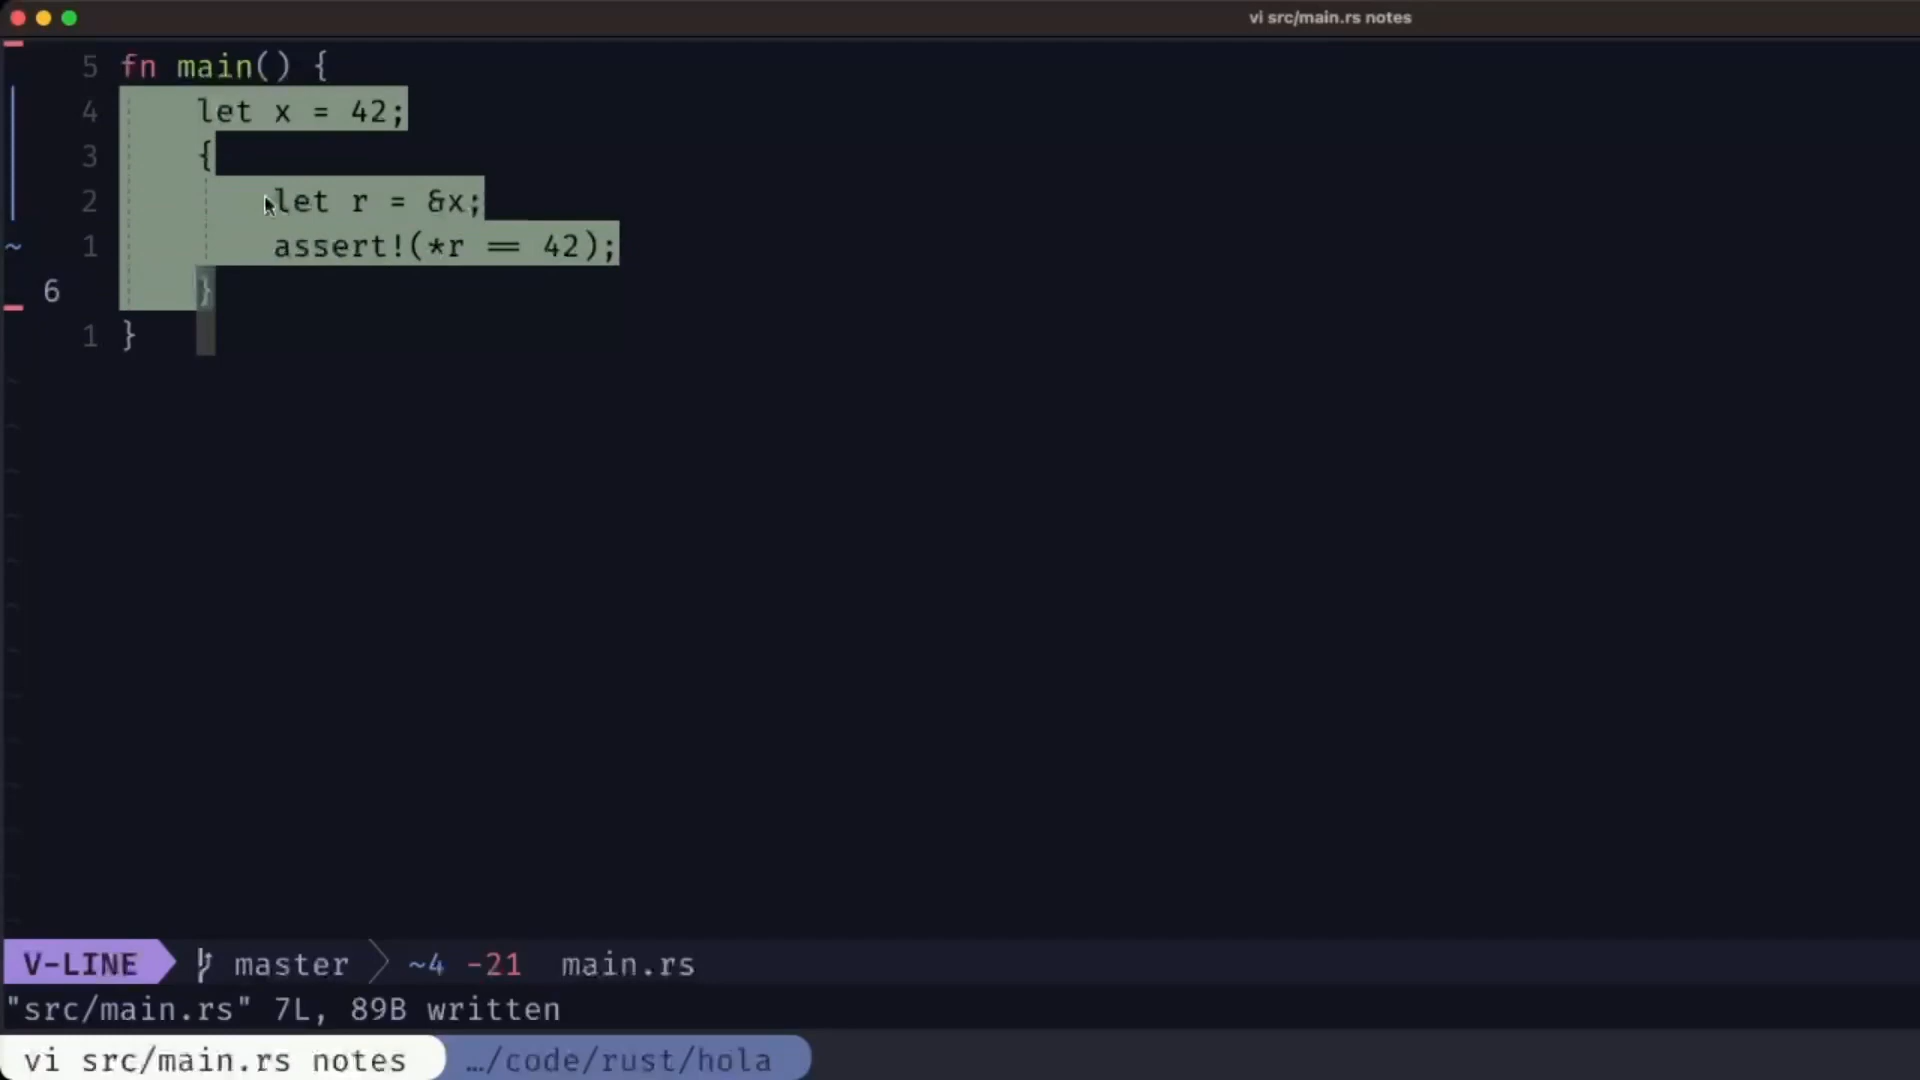 vi src/main.rs notes
5 fn main() {
4     let x = 42;
3     {
2         let r = &x;
~ 1         assert!(*r == 42);
6     }
1 }
V-LINE master ~4 -21 main.rs
"src/main.rs" 7L, 89B written
vi src/main.rs notes …/code/rust/hola